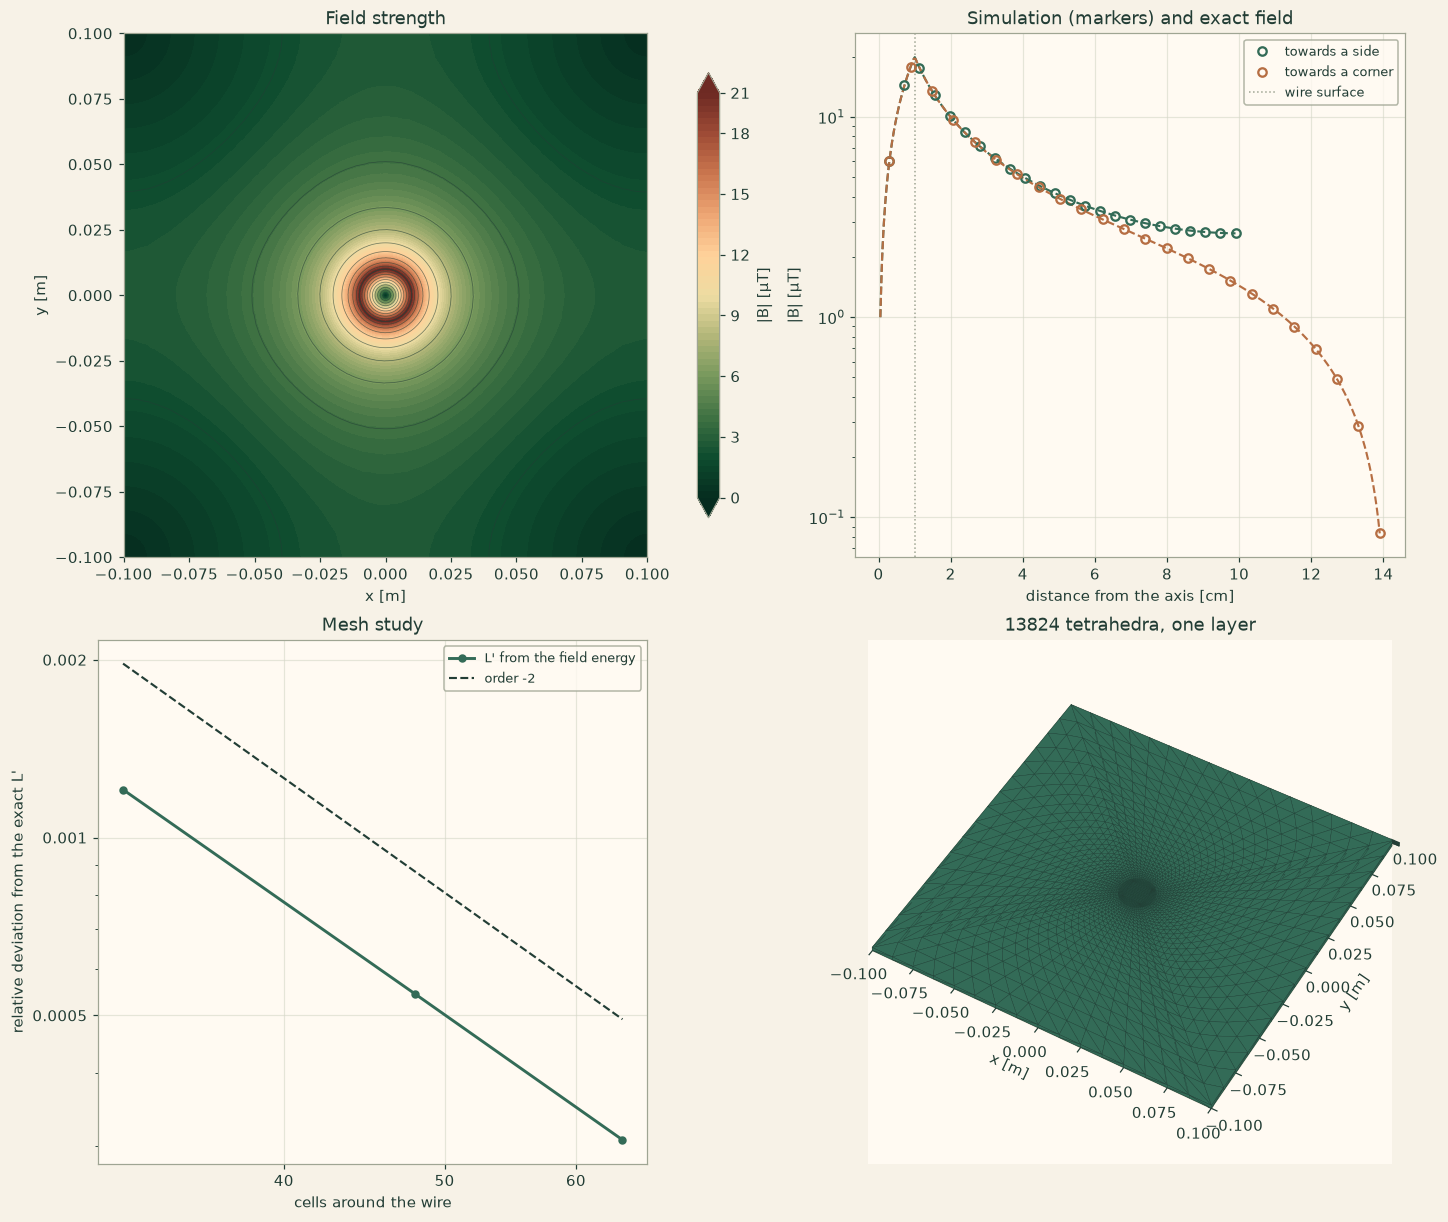 Field strength
0.100
0.075
0.050
0.025
0.000
−0.025
−0.050
−0.075
−0.100
y [m]
−0.100 −0.075 −0.050 −0.025 0.000 0.025 0.050 0.075 0.100
x [m]
21
18
15
12
9
6
3
0
|B| [µT]
Simulation (markers) and exact field
|B| [µT]
10¹
10⁰
10⁻¹
towards a side
towards a corner
wire surface
0 2 4 6 8 10 12 14
distance from the axis [cm]
Mesh study
relative deviation from the exact L'
0.002
0.001
0.0005
L' from the field energy
order -2
40 50 60
cells around the wire
13824 tetrahedra, one layer
−0.100
−0.075
−0.050
−0.025
0.000
0.025
0.050
0.075
0.100
x [m]
0.100
0.075
0.050
0.025
0.000
−0.025
−0.050
−0.075
−0.100
y [m]